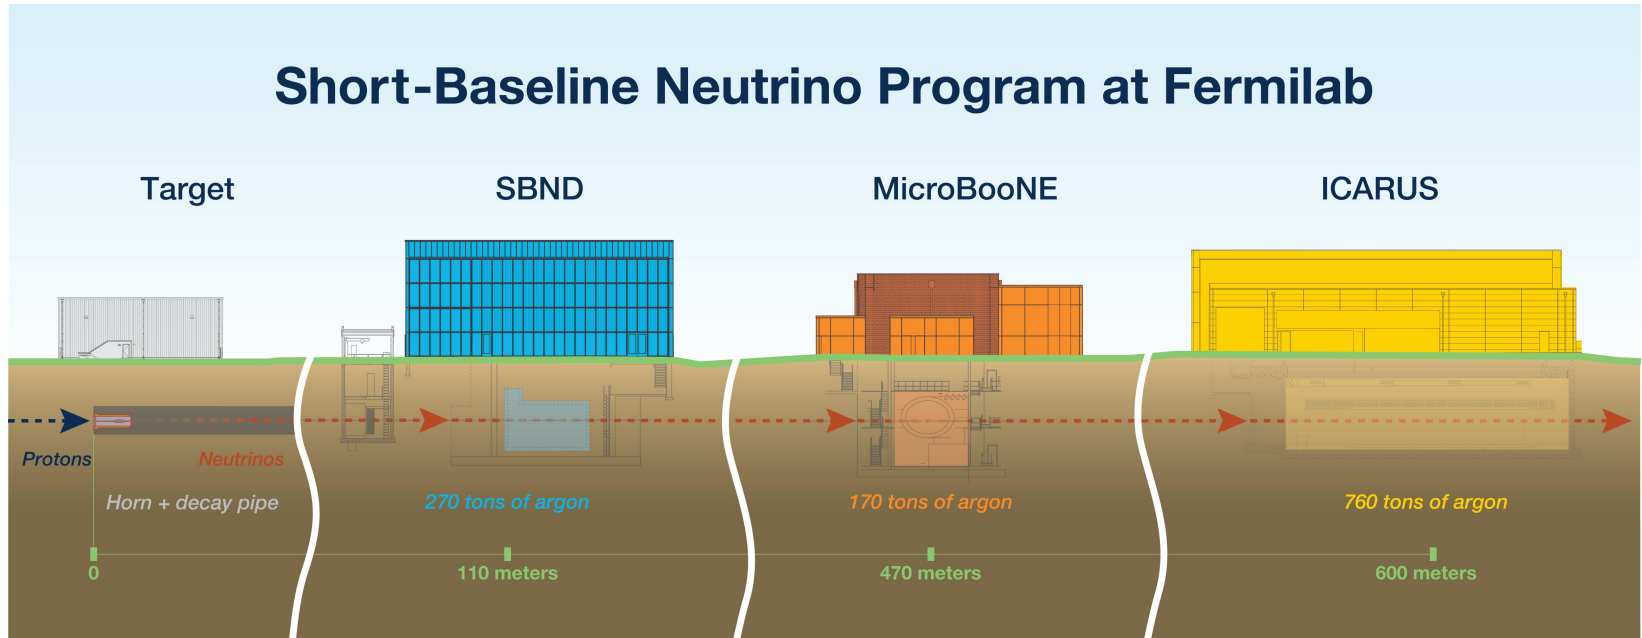 Short-Baseline Neutrino Program at Fermilab
Target
SBND
MicroBooNE
ICARUS
Protons
Neutrinos
Horn + decay pipe
270 tons of argon
170 tons of argon
760 tons of argon
0
110 meters
470 meters
600 meters